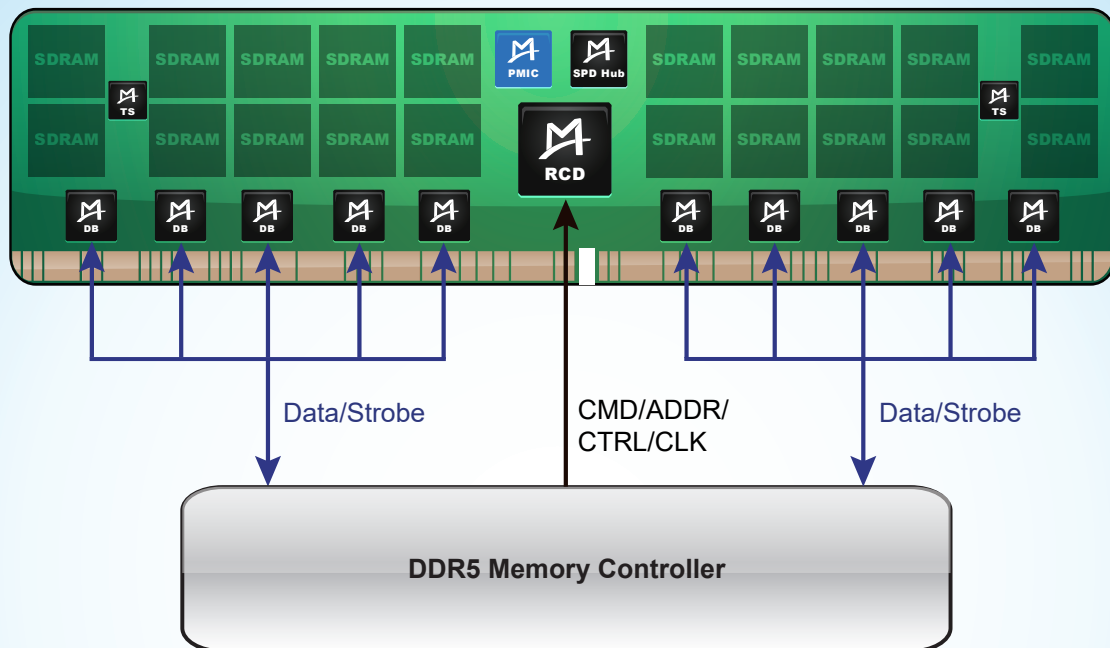 SDRAM SDRAM SDRAM SDRAM SDRAM PMIC SPD Hub SDRAM SDRAM SDRAM SDRAM SDRAM
TS TS
SDRAM SDRAM SDRAM SDRAM SDRAM SDRAM SDRAM SDRAM SDRAM SDRAM
RCD
DB DB DB DB DB DB DB DB DB DB
Data/Strobe
CMD/ADDR/
CTRL/CLK
Data/Strobe
DDR5 Memory Controller